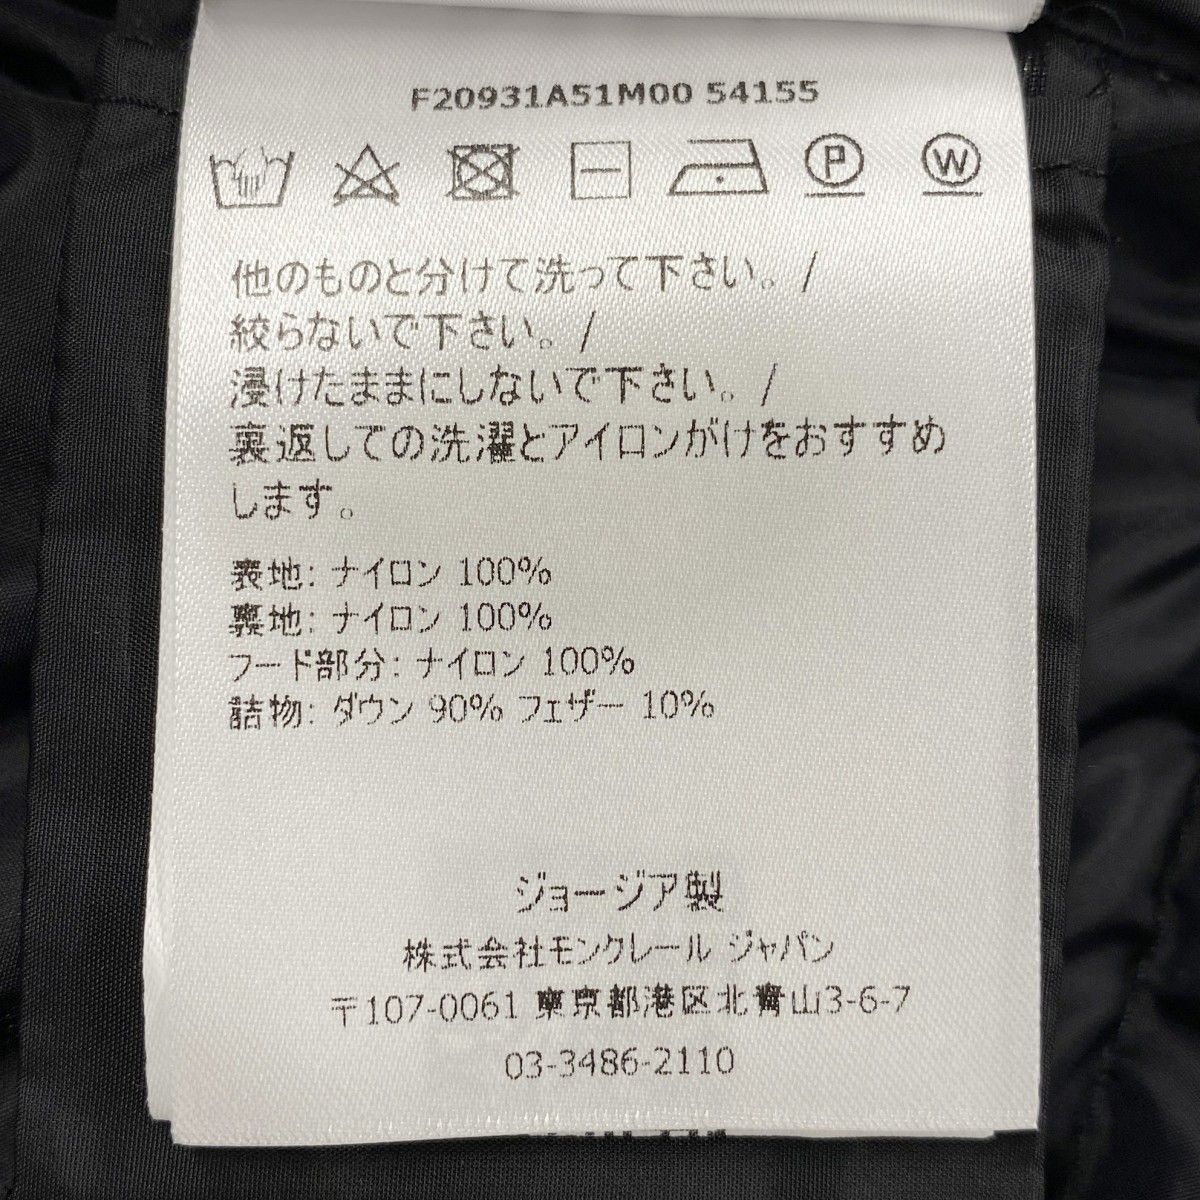 F20931A51M00 54155
P W
他のものと分けて洗って下さい。/
絞らないで下さい。/
浸けたままにしないで下さい。/
裏返しての洗濯とアイロンがけをおすすめ
します。
表地: ナイロン 100%
裏地: ナイロン 100%
フード部分: ナイロン 100%
詰物: ダウン 90% フェザー 10%
ジョージア製
株式会社モンクレール ジャパン
〒107-0061 東京都港区北青山3-6-7
03-3486-2110